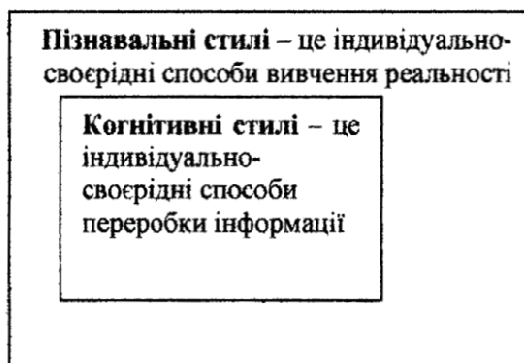 Пізнавальні стилі – це індивідуально-
своєрідні способи вивчення реальності
Когнітивні стилі – це
індивідуально-
своєрідні способи
переробки інформації